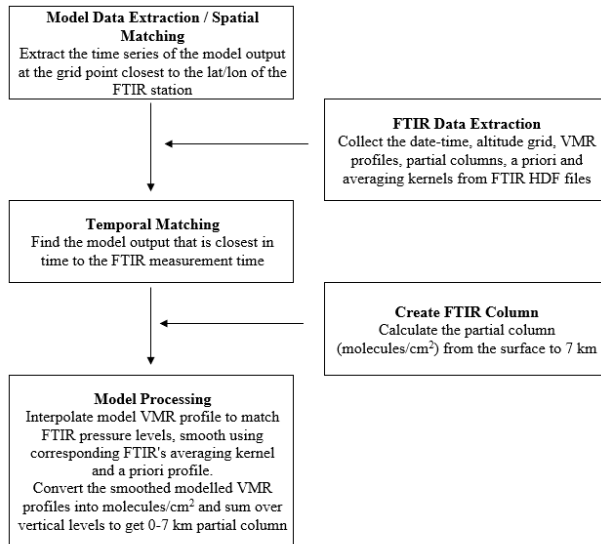 Model Data Extraction / Spatial
Matching
Extract the time series of the model output
at the grid point closest to the lat/lon of the
FTIR station
FTIR Data Extraction
Collect the date-time, altitude grid, VMR
profiles, partial columns, a priori and
averaging kernels from FTIR HDF files
Temporal Matching
Find the model output that is closest in
time to the FTIR measurement time
Create FTIR Column
Calculate the partial column
(molecules/cm²) from the surface to 7 km
Model Processing
Interpolate model VMR profile to match
FTIR pressure levels, smooth using
corresponding FTIR's averaging kernel
and a priori profile.
Convert the smoothed modelled VMR
profiles into molecules/cm² and sum over
vertical levels to get 0-7 km partial column